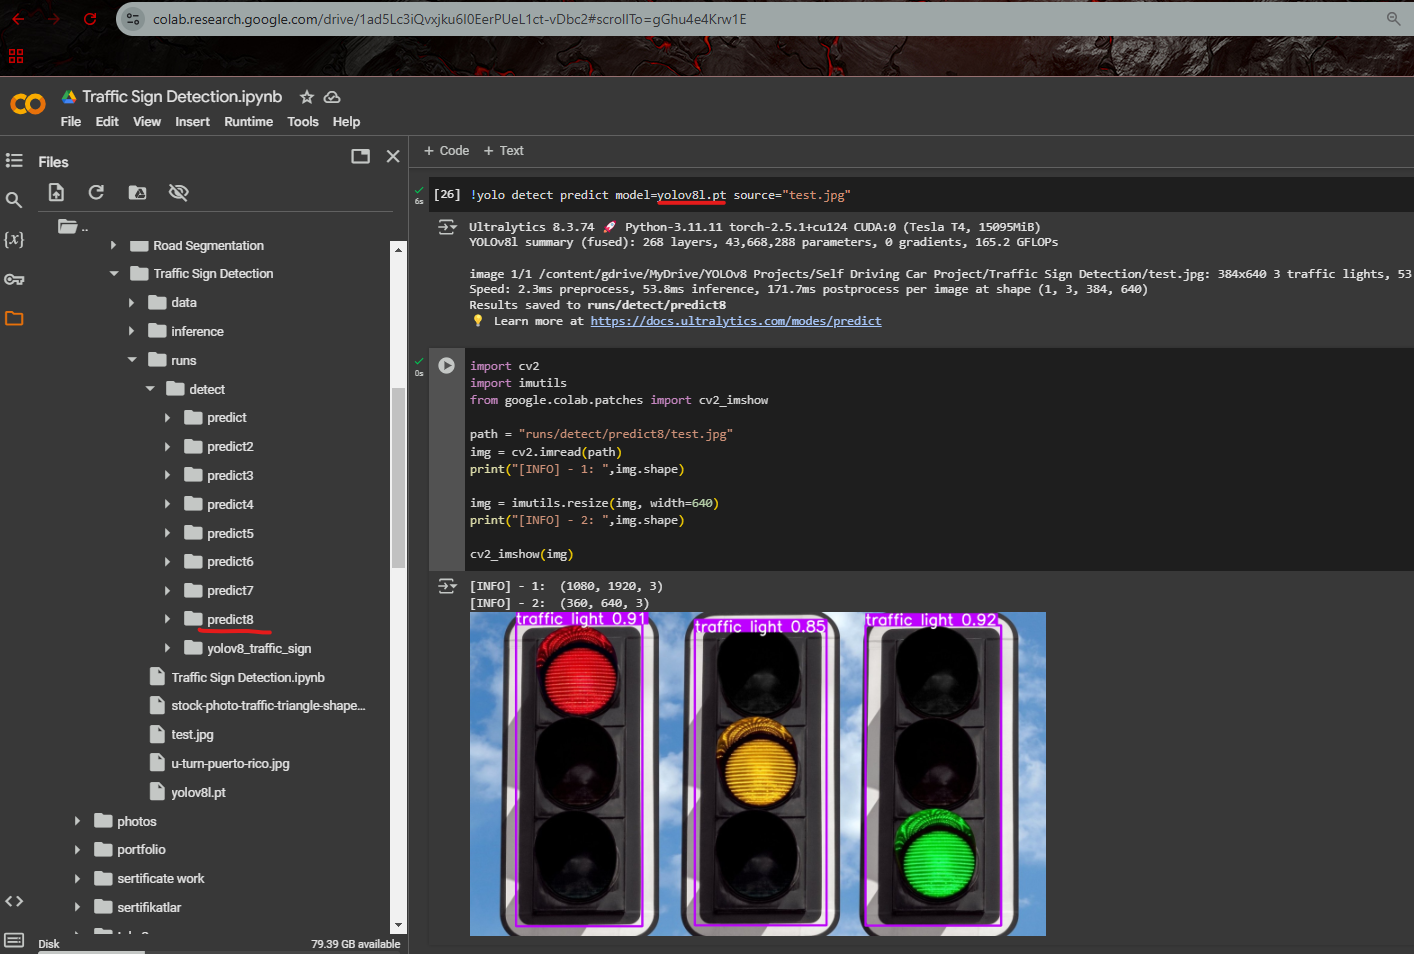 colab.research.google.com/drive/1ad5Lc3iQvxjku6I0EerPUeL1ct-vDbc2#scrollTo=gGhu4e4Krw1E
Traffic Sign Detection.ipynb
File Edit View Insert Runtime Tools Help
Files
+ Code + Text
..
Road Segmentation
Traffic Sign Detection
data
inference
runs
detect
predict
predict2
predict3
predict4
predict5
predict6
predict7
predict8
yolov8_traffic_sign
Traffic Sign Detection.ipynb
stock-photo-traffic-triangle-shape...
test.jpg
u-turn-puerto-rico.jpg
yolov8l.pt
photos
portfolio
sertificate work
sertifikatlar
Disk
79.39 GB available
6s
[26] !yolo detect predict model=yolov8l.pt source="test.jpg"
Ultralytics 8.3.74 🚀 Python-3.11.11 torch-2.5.1+cu124 CUDA:0 (Tesla T4, 15095MiB)
YOLOv8l summary (fused): 268 layers, 43,668,288 parameters, 0 gradients, 165.2 GFLOPs
image 1/1 /content/gdrive/MyDrive/YOLOv8 Projects/Self Driving Car Project/Traffic Sign Detection/test.jpg: 384x640 3 traffic lights, 53
Speed: 2.3ms preprocess, 53.8ms inference, 171.7ms postprocess per image at shape (1, 3, 384, 640)
Results saved to runs/detect/predict8
💡 Learn more at https://docs.ultralytics.com/modes/predict
0s
import cv2
import imutils
from google.colab.patches import cv2_imshow
path = "runs/detect/predict8/test.jpg"
img = cv2.imread(path)
print("[INFO] - 1: ",img.shape)
img = imutils.resize(img, width=640)
print("[INFO] - 2: ",img.shape)
cv2_imshow(img)
[INFO] - 1:  (1080, 1920, 3)
[INFO] - 2:  (360, 640, 3)
traffic light 0.91
traffic light 0.85
traffic light 0.92